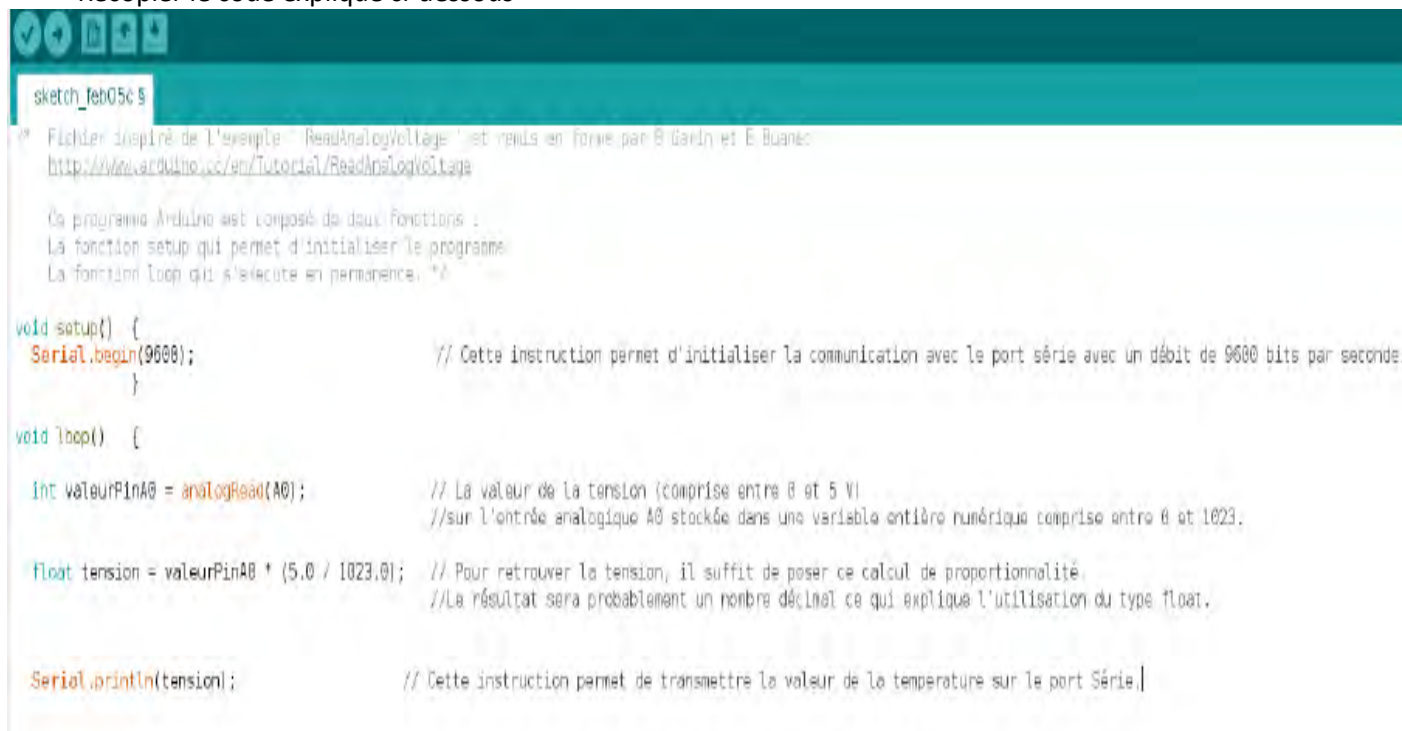 Recopier le code expliqué ci-dessous
sketch_feb05c §
/* Fichier inspiré de l'exemple " ReadAnalogVoltage " et remis en forme par B Garin et E Buanec
http://www.arduino.cc/en/Tutorial/ReadAnalogVoltage
Ce programme Arduino est composé de deux fonctions :
La fonction setup qui permet d'initialiser le programme
La fonction loop qui s'execute en permanence. */
void setup() {
Serial.begin(9600); // Cette instruction permet d'initialiser la communication avec le port série avec un débit de 9600 bits par seconde
}
void loop() {
int valeurPinA0 = analogRead(A0); // La valeur de la tension (comprise entre 0 et 5 V)
//sur l'entrée analogique A0 stockée dans une variable entière numérique comprise entre 0 et 1023.
float tension = valeurPinA0 * (5.0 / 1023.0); // Pour retrouver la tension, il suffit de poser ce calcul de proportionnalité.
//Le résultat sera probablement un nombre décimal ce qui explique l'utilisation du type float.
Serial.println(tension); // Cette instruction permet de transmettre la valeur de la temperature sur le port Série.